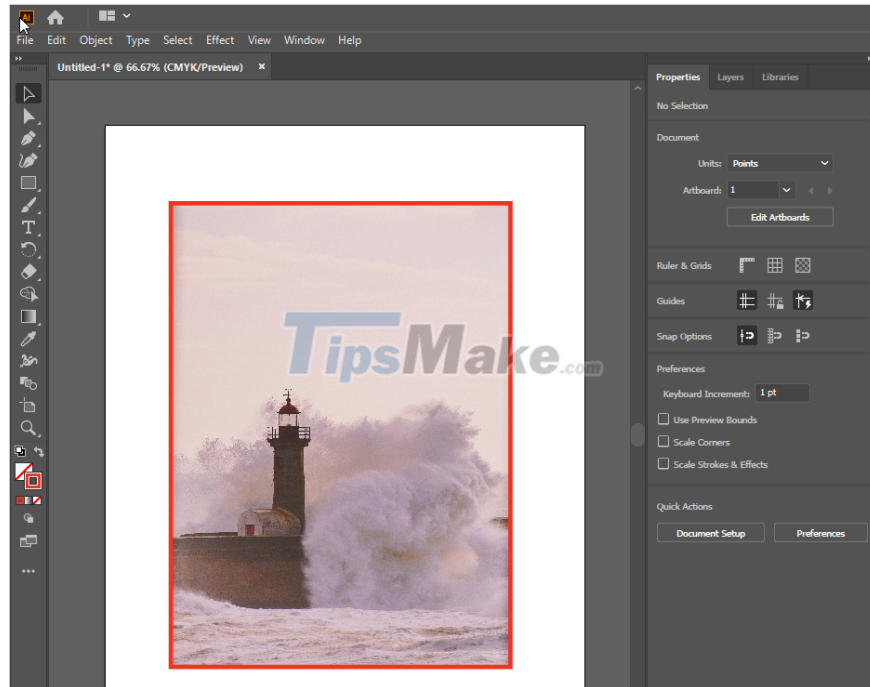 Ai
File Edit Object Type Select Effect View Window Help
Untitled-1* @ 66.67% (CMYK/Preview) ×
Properties Layers Libraries
No Selection
Document
Units: Points
Artboard: 1
Edit Artboards
Ruler & Grids
Guides
Snap Options
Preferences
Keyboard Increment: 1 pt
Use Preview Bounds
Scale Corners
Scale Strokes & Effects
Quick Actions
Document Setup Preferences
TipsMake.com